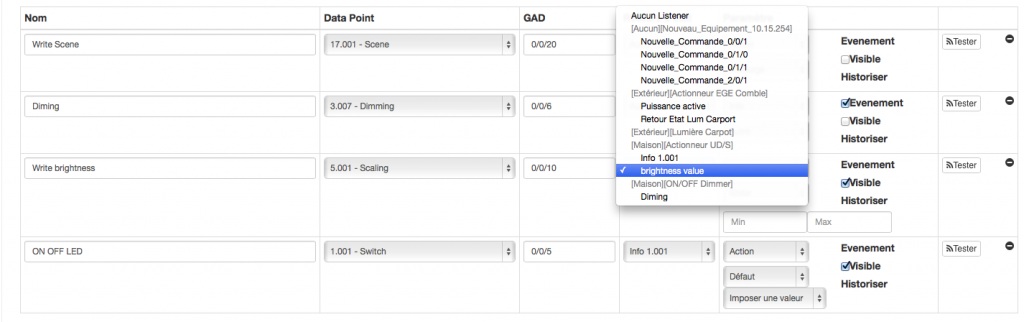 Nom Data Point GAD
Write Scene 17.001 - Scene 0/0/20 Evenement Tester
Visible
Historiser
Diming 3.007 - Dimming 0/0/6 Evenement Tester
Visible
Historiser
Write brightness 5.001 - Scaling 0/0/10 Evenement Tester
Visible
Historiser
Min Max
ON OFF LED 1.001 - Switch 0/0/5 Info 1.001 Action Evenement Tester
Visible
Défaut
Historiser
Imposer une valeur
Aucun Listener
[Aucun][Nouveau_Equipement_10.15.254]
Nouvelle_Commande_0/0/1
Nouvelle_Commande_0/1/0
Nouvelle_Commande_0/1/1
Nouvelle_Commande_2/0/1
[Extérieur][Actionneur EGE Comble]
Puissance active
Retour Etat Lum Carport
[Extérieur][Lumière Carpot]
[Maison][Actionneur UD/S]
Info 1.001
✓ brightness value
[Maison][ON/OFF Dimmer]
Diming